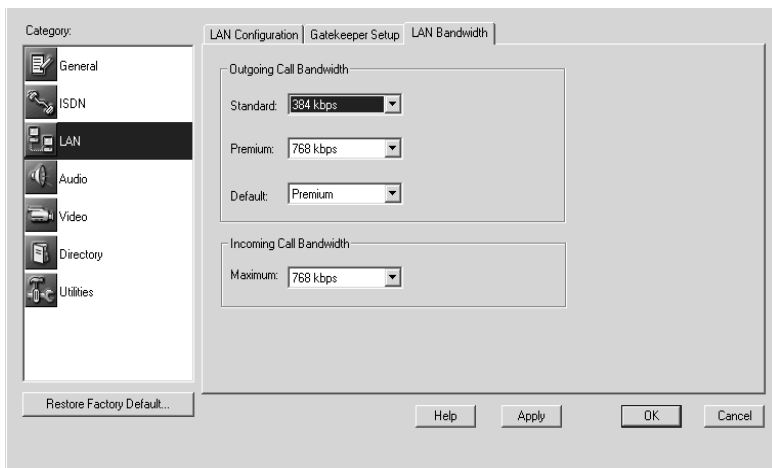 Category:
General
ISDN
LAN
Audio
Video
Directory
Utilities
Restore Factory Default...
LAN Configuration
Gatekeeper Setup
LAN Bandwidth
Outgoing Call Bandwidth
Standard: 384 kbps
Premium: 768 kbps
Default: Premium
Incoming Call Bandwidth
Maximum: 768 kbps
Help
Apply
OK
Cancel